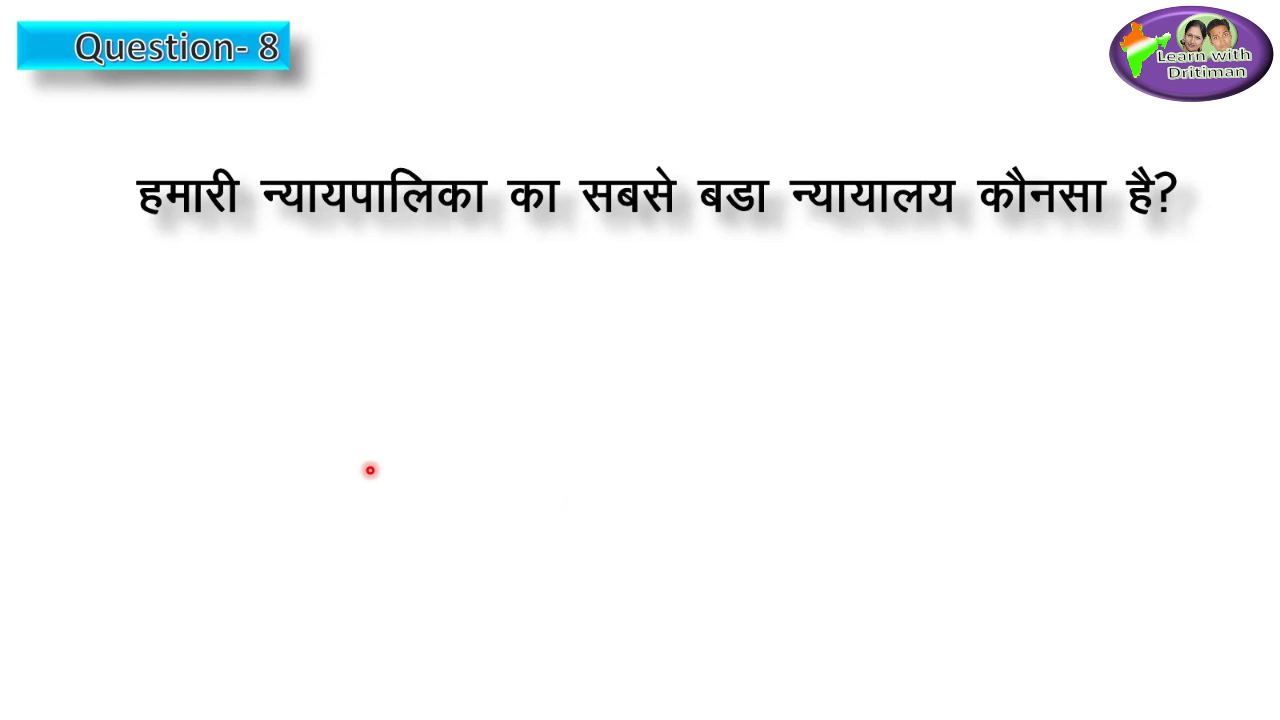 Question- 8
Learn with
Dritiman
हमारी न्यायपालिका का सबसे बडा न्यायालय कौनसा है?